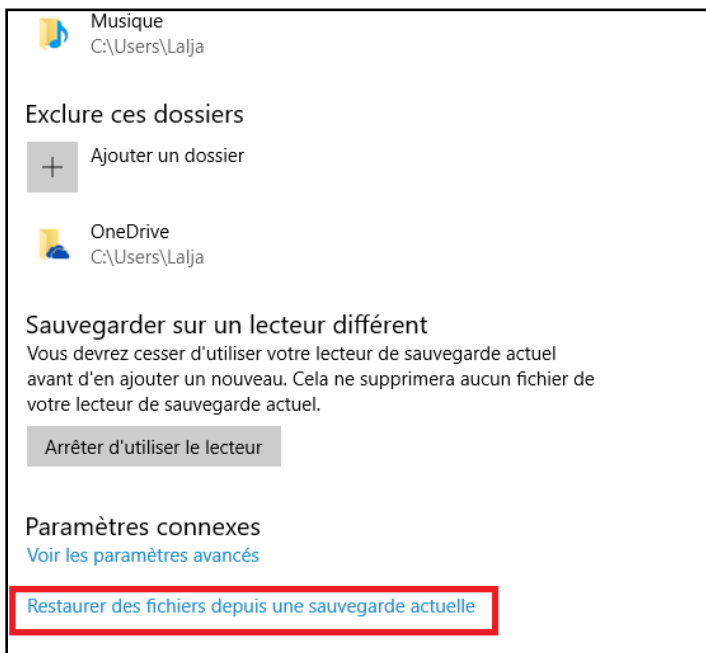 Musique
C:\Users\Lalja
Exclure ces dossiers
Ajouter un dossier
OneDrive
C:\Users\Lalja
Sauvegarder sur un lecteur différent
Vous devrez cesser d'utiliser votre lecteur de sauvegarde actuel
avant d'en ajouter un nouveau. Cela ne supprimera aucun fichier de
votre lecteur de sauvegarde actuel.
Arrêter d'utiliser le lecteur
Paramètres connexes
Voir les paramètres avancés
Restaurer des fichiers depuis une sauvegarde actuelle